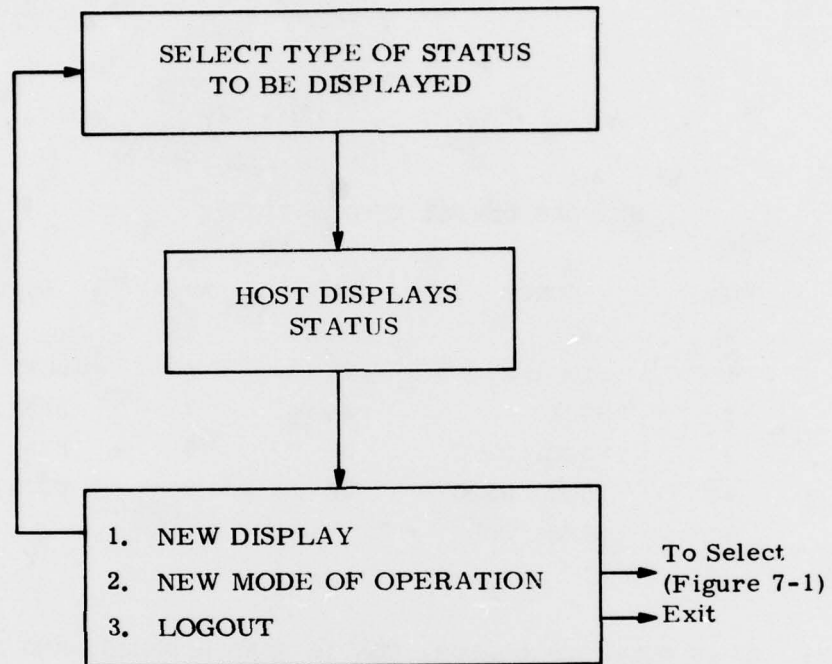 SELECT TYPE OF STATUS
TO BE DISPLAYED
HOST DISPLAYS
STATUS
1. NEW DISPLAY
2. NEW MODE OF OPERATION
3. LOGOUT
To Select
(Figure 7-1)
Exit